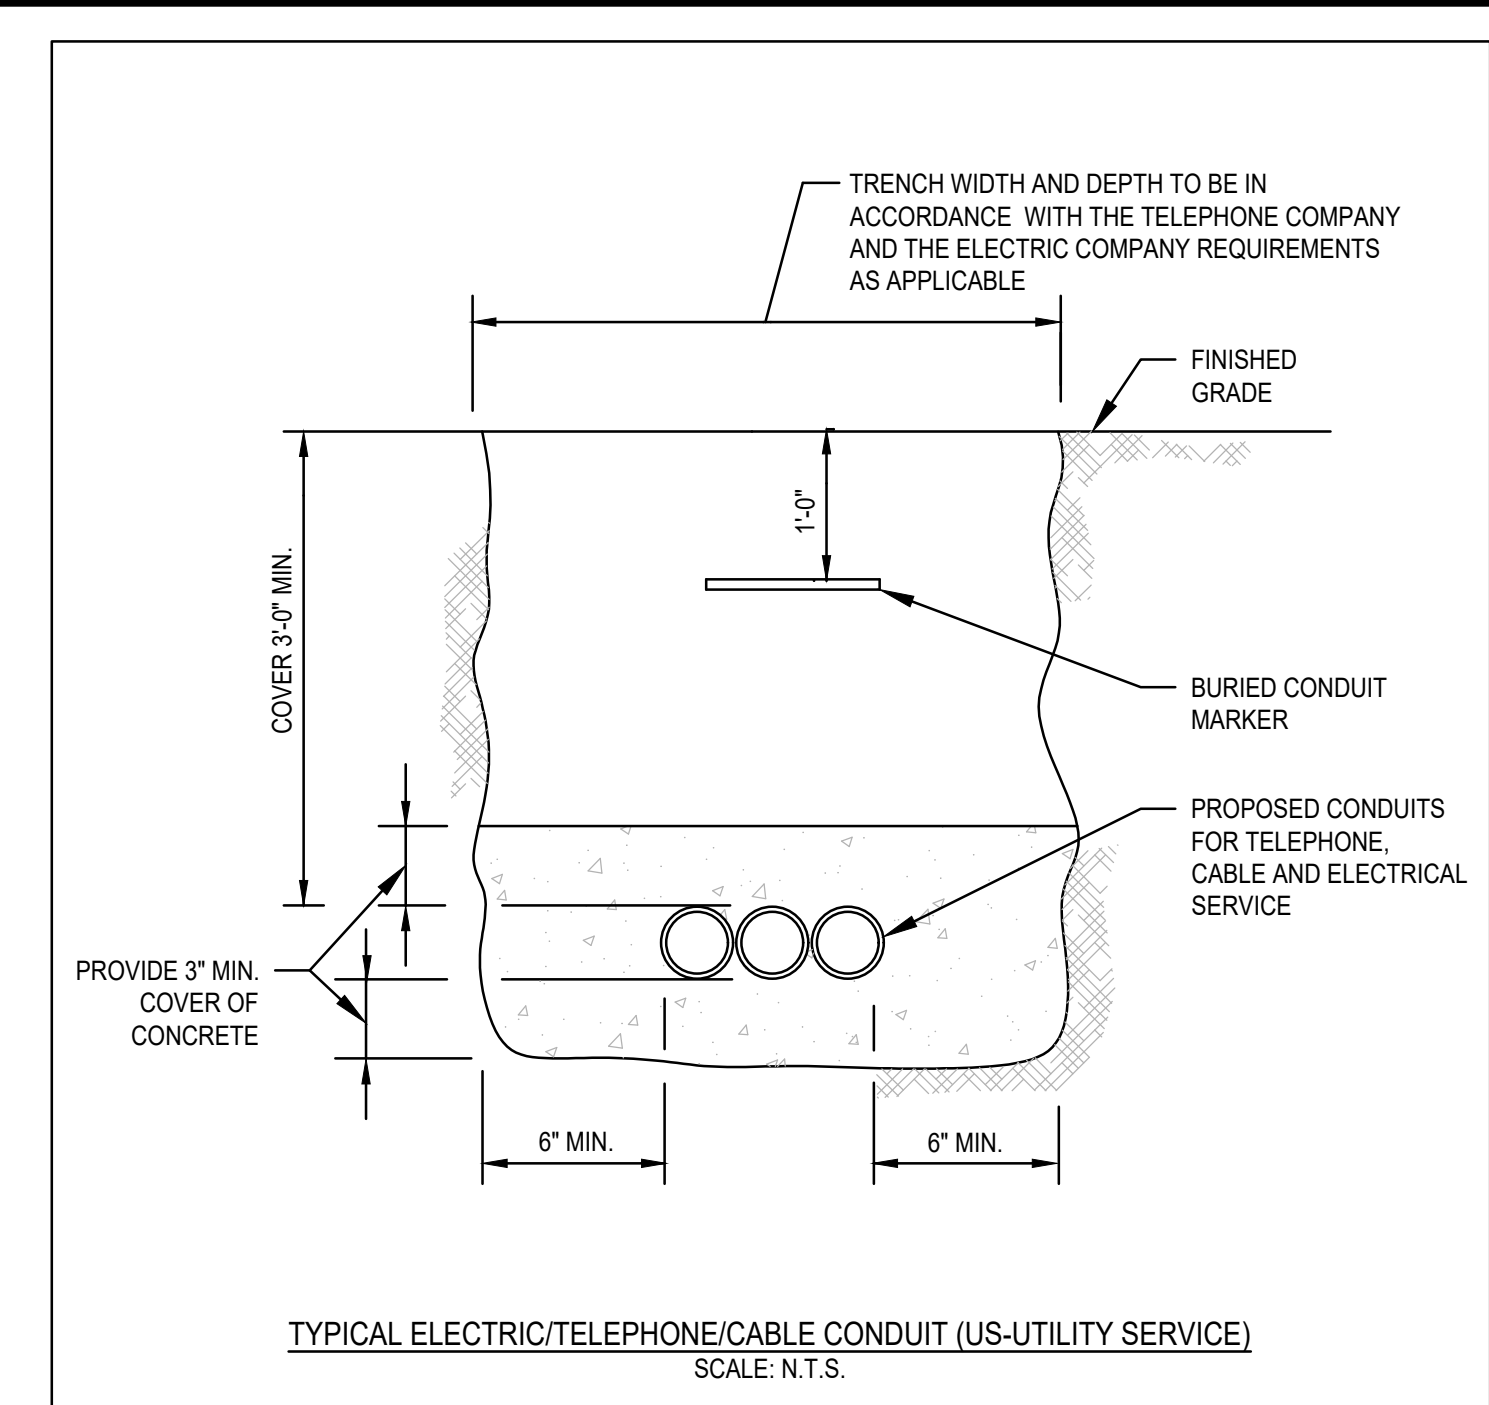 TRENCH WIDTH AND DEPTH TO BE IN
ACCORDANCE WITH THE TELEPHONE COMPANY
AND THE ELECTRIC COMPANY REQUIREMENTS
AS APPLICABLE
FINISHED
GRADE
1'-0"
COVER 3'-0" MIN.
BURIED CONDUIT
MARKER
PROPOSED CONDUITS
FOR TELEPHONE,
CABLE AND ELECTRICAL
SERVICE
PROVIDE 3" MIN.
COVER OF
CONCRETE
6" MIN.
6" MIN.
TYPICAL ELECTRIC/TELEPHONE/CABLE CONDUIT (US-UTILITY SERVICE)
SCALE: N.T.S.